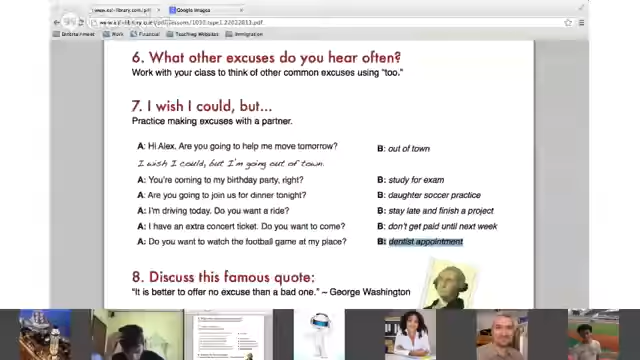 Google Images
Entertainment Work Financial Teaching Websites Immigration
6. What other excuses do you hear often?
Work with your class to think of other common excuses using "too."
7. I wish I could, but...
Practice making excuses with a partner.
A: Hi Alex. Are you going to help me move tomorrow? B: out of town
I wish I could, but I'm going out of town.
A: You're coming to my birthday party, right? B: study for exam
A: Are you going to join us for dinner tonight? B: daughter soccer practice
A: I'm driving today. Do you want a ride? B: stay late and finish a project
A: I have an extra concert ticket. Do you want to come? B: don't get paid until next week
A: Do you want to watch the football game at my place? B: dentist appointment
8. Discuss this famous quote:
"It is better to offer no excuse than a bad one." – George Washington